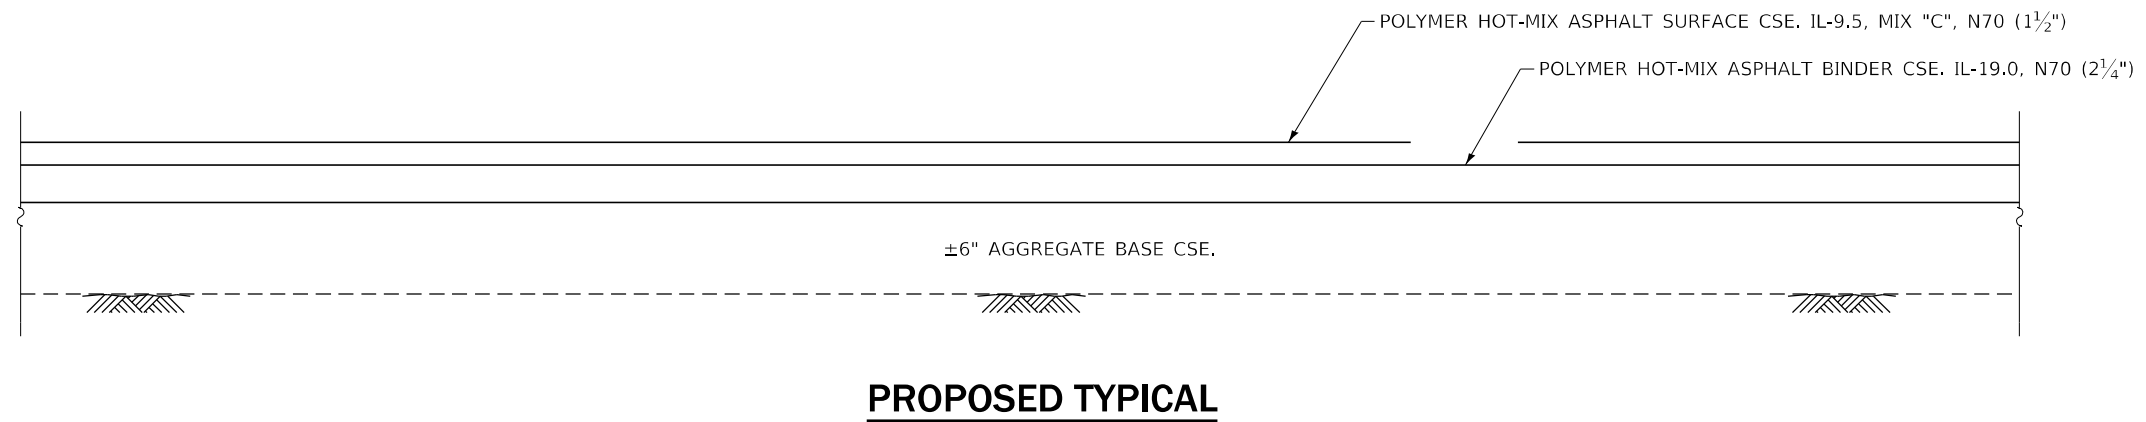 POLYMER HOT-MIX ASPHALT SURFACE CSE. IL-9.5, MIX "C", N70 (1½")
POLYMER HOT-MIX ASPHALT BINDER CSE. IL-19.0, N70 (2¼")
±6" AGGREGATE BASE CSE.
PROPOSED TYPICAL